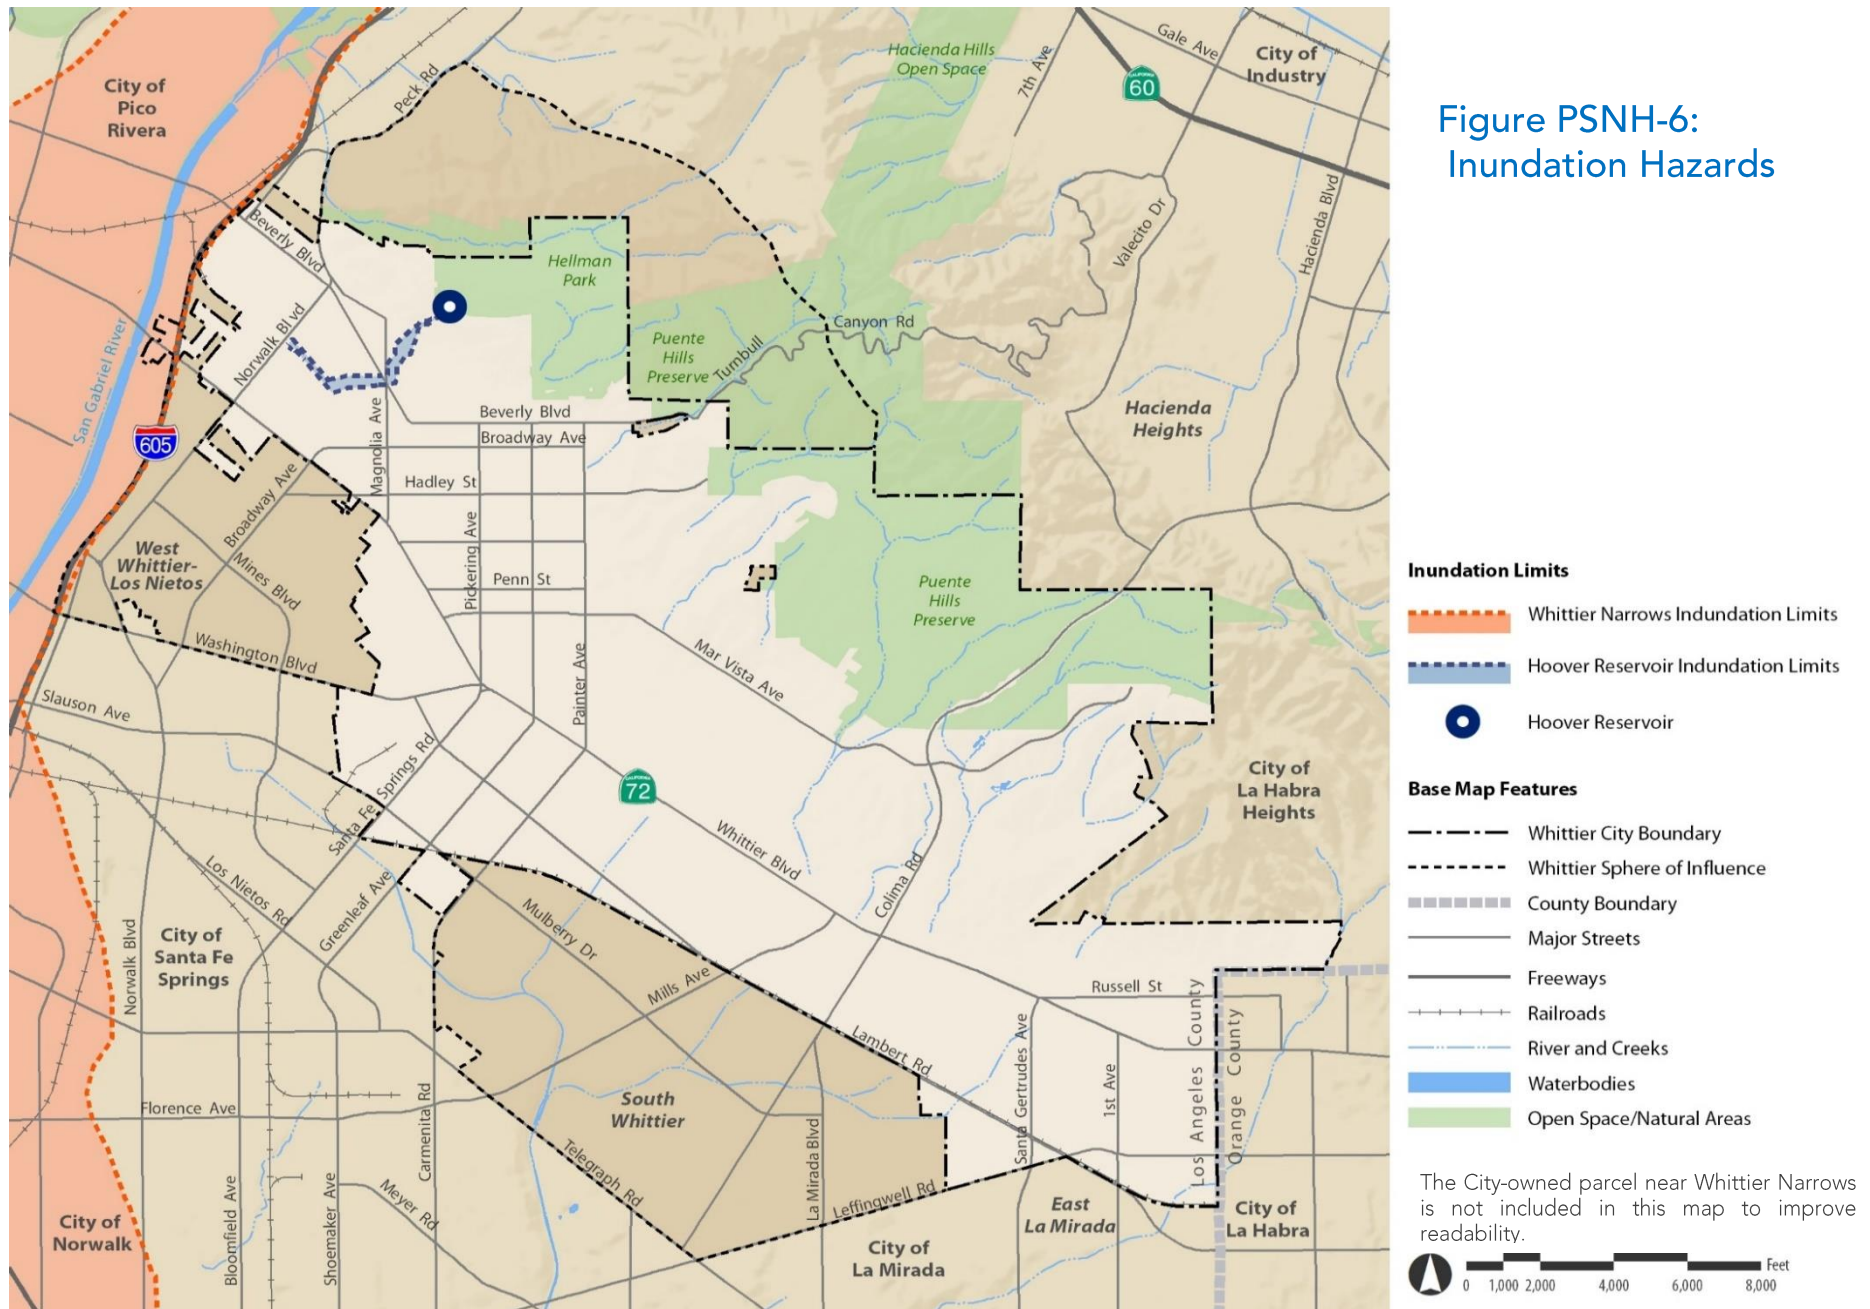 Figure PSNH-6:
Inundation Hazards
City of
Pico
Rivera
Peck Rd
Hacienda Hills
Open Space
7th Ave
CALIFORNIA
60
Gale Ave
City of
Industry
Hacienda Blvd
Valecito Dr
Beverly Blvd
Hellman
Park
Norwalk Blvd
San Gabriel River
Puente
Hills
Preserve
Turnbull
Canyon Rd
Hacienda
Heights
605
Magnolia Ave
Beverly Blvd
Broadway Ave
Hadley St
Broadway Ave
West
Whittier-
Los Nietos
Mines Blvd
Pickering Ave
Penn St
Puente
Hills
Preserve
Washington Blvd
Painter Ave
Mar Vista Ave
Slauson Ave
Santa Fe Springs Rd
CALIFORNIA
72
Whittier Blvd
City of
La Habra
Heights
Los Nietos Rd
Greenleaf Ave
Colima Rd
Mulberry Dr
Norwalk Blvd
City of
Santa Fe
Springs
Mills Ave
Russell St
Lambert Rd
Santa Gertrudes Ave
1st Ave
Los Angeles County
Orange County
Florence Ave
Carmenita Rd
South
Whittier
Telegraph Rd
La Mirada Blvd
Leffingwell Rd
Bloomfield Ave
Shoemaker Ave
Meyer Rd
City of
Norwalk
City of
La Mirada
East
La Mirada
City of
La Habra
Inundation Limits
Whittier Narrows Indundation Limits
Hoover Reservoir Indundation Limits
Hoover Reservoir
Base Map Features
Whittier City Boundary
Whittier Sphere of Influence
County Boundary
Major Streets
Freeways
Railroads
River and Creeks
Waterbodies
Open Space/Natural Areas
The City-owned parcel near Whittier Narrows
is not included in this map to improve
readability.
Feet
0 1,000 2,000 4,000 6,000 8,000